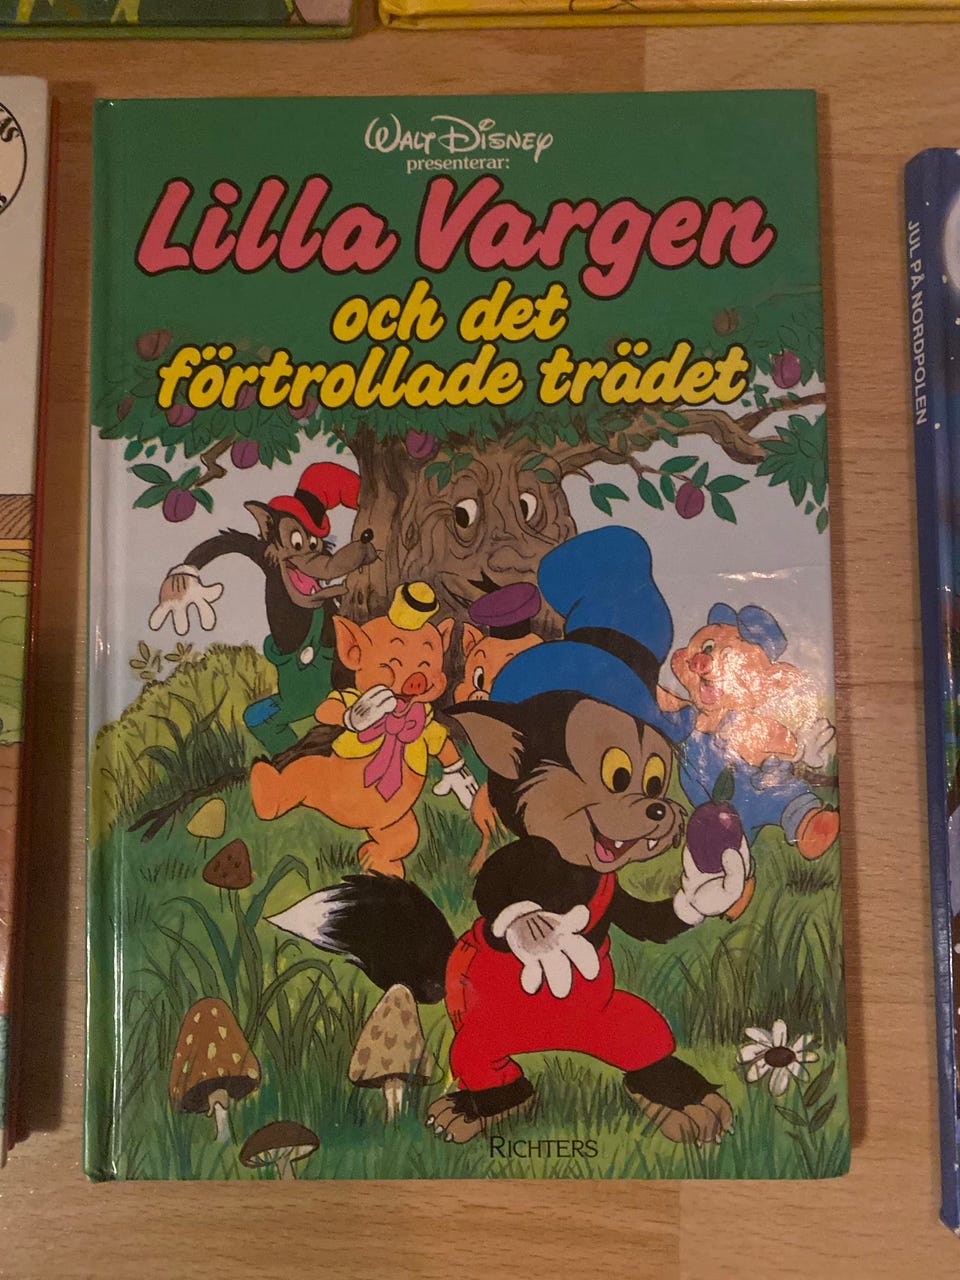 WALT DISNEY
presenterar:
Lilla Vargen
och det
förtrollade trädet
RICHTERS
JUL PÅ NORDPOLEN